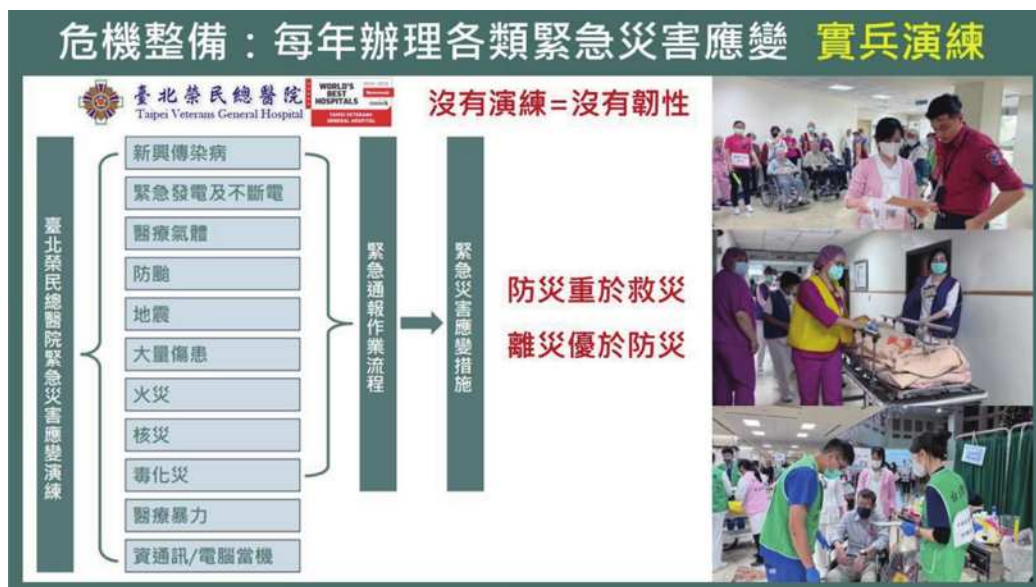 危機整備：每年辦理各類緊急災害應變 實兵演練
臺北榮民總醫院
Taipei Veterans General Hospital
WORLD'S
BEST
HOSPITALS
TAIPEI VETERANS
GENERAL HOSPITAL
沒有演練=沒有韌性
臺北榮民總醫院緊急災害應變演練
新興傳染病
緊急發電及不斷電
醫療氣體
防颱
地震
大量傷患
火災
核災
毒化災
醫療暴力
資通訊/電腦當機
緊急通報作業流程
緊急災害應變措施
防災重於救災
離災優於防災